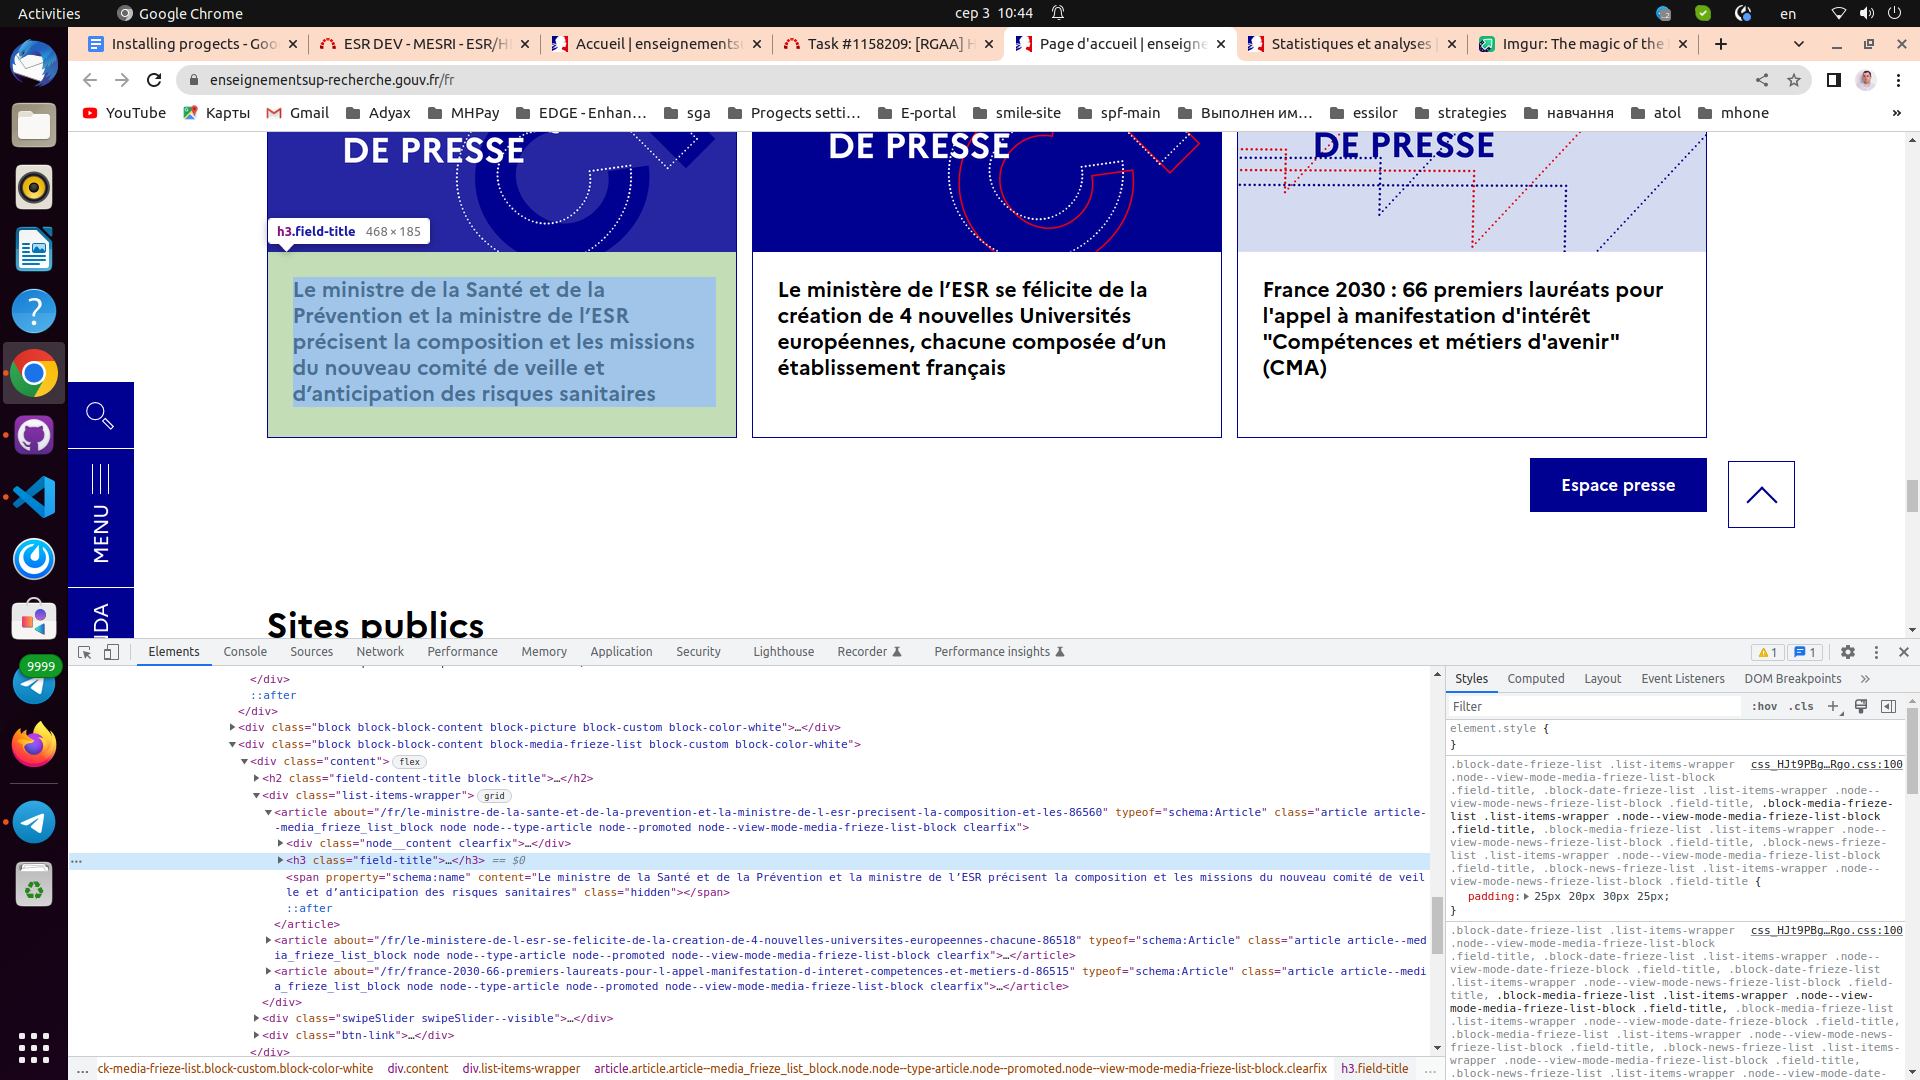 Activities
Google Chrome
сер 3 10:44
en
Installing progects - Goo
ESR DEV - MESRI - ESR/H
Accueil | enseignements
Task #1158209: [RGAA] H
Page d'accueil | enseigne
Statistiques et analyses
Imgur: The magic of the
enseignementsup-recherche.gouv.fr/fr
YouTube
Карты
Gmail
Adyax
MHPay
EDGE - Enhan…
sga
Progects setti…
E-portal
smile-site
spf-main
Выполнен им…
essilor
strategies
навчання
atol
mhone
»
DE PRESSE
DE PRESSE
DE PRESSE
h3.field-title 468 × 185
Le ministre de la Santé et de la
Prévention et la ministre de l’ESR
précisent la composition et les missions
du nouveau comité de veille et
d’anticipation des risques sanitaires
Le ministère de l’ESR se félicite de la
création de 4 nouvelles Universités
européennes, chacune composée d’un
établissement français
France 2030 : 66 premiers lauréats pour
l'appel à manifestation d'intérêt
"Compétences et métiers d'avenir"
(CMA)
MENU
NDA
Espace presse
Sites publics
9999
Elements
Console
Sources
Network
Performance
Memory
Application
Security
Lighthouse
Recorder
Performance insights
1
1
</div>
::after
</div>
<div class="block block-block-content block-picture block-custom block-color-white">…</div>
<div class="block block-block-content block-media-frieze-list block-custom block-color-white">
<div class="content"> flex
<h2 class="field-content-title block-title">…</h2>
<div class="list-items-wrapper"> grid
<article about="/fr/le-ministre-de-la-sante-et-de-la-prevention-et-la-ministre-de-l-esr-precisent-la-composition-et-les-86560" typeof="schema:Article" class="article article-
-media_frieze_list_block node node--type-article node--promoted node--view-mode-media-frieze-list-block clearfix">
<div class="node__content clearfix">…</div>
… <h3 class="field-title">…</h3> == $0
<span property="schema:name" content="Le ministre de la Santé et de la Prévention et la ministre de l’ESR précisent la composition et les missions du nouveau comité de veil
le et d’anticipation des risques sanitaires" class="hidden"></span>
::after
</article>
<article about="/fr/le-ministere-de-l-esr-se-felicite-de-la-creation-de-4-nouvelles-universites-europeennes-chacune-86518" typeof="schema:Article" class="article article--med
ia_frieze_list_block node node--type-article node--promoted node--view-mode-media-frieze-list-block clearfix">…</article>
<article about="/fr/france-2030-66-premiers-laureats-pour-l-appel-manifestation-d-interet-competences-et-metiers-d-86515" typeof="schema:Article" class="article article--medi
a_frieze_list_block node node--type-article node--promoted node--view-mode-media-frieze-list-block clearfix">…</article>
</div>
<div class="swipeSlider swipeSlider--visible">…</div>
<div class="btn-link">…</div>
</div>
… ck-media-frieze-list.block-custom.block-color-white div.content div.list-items-wrapper article.article.article--media_frieze_list_block.node.node--type-article.node--promoted.node--view-mode-media-frieze-list-block.clearfix h3.field-title …
Styles
Computed
Layout
Event Listeners
DOM Breakpoints
»
Filter
:hov .cls
element.style {
}
.block-date-frieze-list .list-items-wrapper css_HJt9PBg…Rgo.css:100
.node--view-mode-media-frieze-list-block
.field-title, .block-date-frieze-list .list-items-wrapper .node--
view-mode-news-frieze-list-block .field-title, .block-media-frieze-
list .list-items-wrapper .node--view-mode-media-frieze-list-block
.field-title, .block-media-frieze-list .list-items-wrapper .node--
view-mode-news-frieze-list-block .field-title, .block-news-frieze-
list .list-items-wrapper .node--view-mode-media-frieze-list-block
.field-title, .block-news-frieze-list .list-items-wrapper .node--
view-mode-news-frieze-list-block .field-title {
padding: 25px 20px 30px 25px;
}
.block-date-frieze-list .list-items-wrapper css_HJt9PBg…Rgo.css:100
.node--view-mode-media-frieze-list-block
.field-title, .block-date-frieze-list .list-items-wrapper .node--
view-mode-date-frieze-block .field-title, .block-date-frieze-list
.list-items-wrapper .node--view-mode-news-frieze-list-block .field-
title, .block-media-frieze-list .list-items-wrapper .node--view-
mode-media-frieze-list-block .field-title, .block-media-frieze-list
.list-items-wrapper .node--view-mode-date-frieze-block .field-title,
.block-media-frieze-list .list-items-wrapper .node--view-mode-news-
frieze-list-block .field-title, .block-news-frieze-list .list-items-
wrapper .node--view-mode-media-frieze-list-block .field-title,
.block-news-frieze-list .list-items-wrapper .node--view-mode-date-